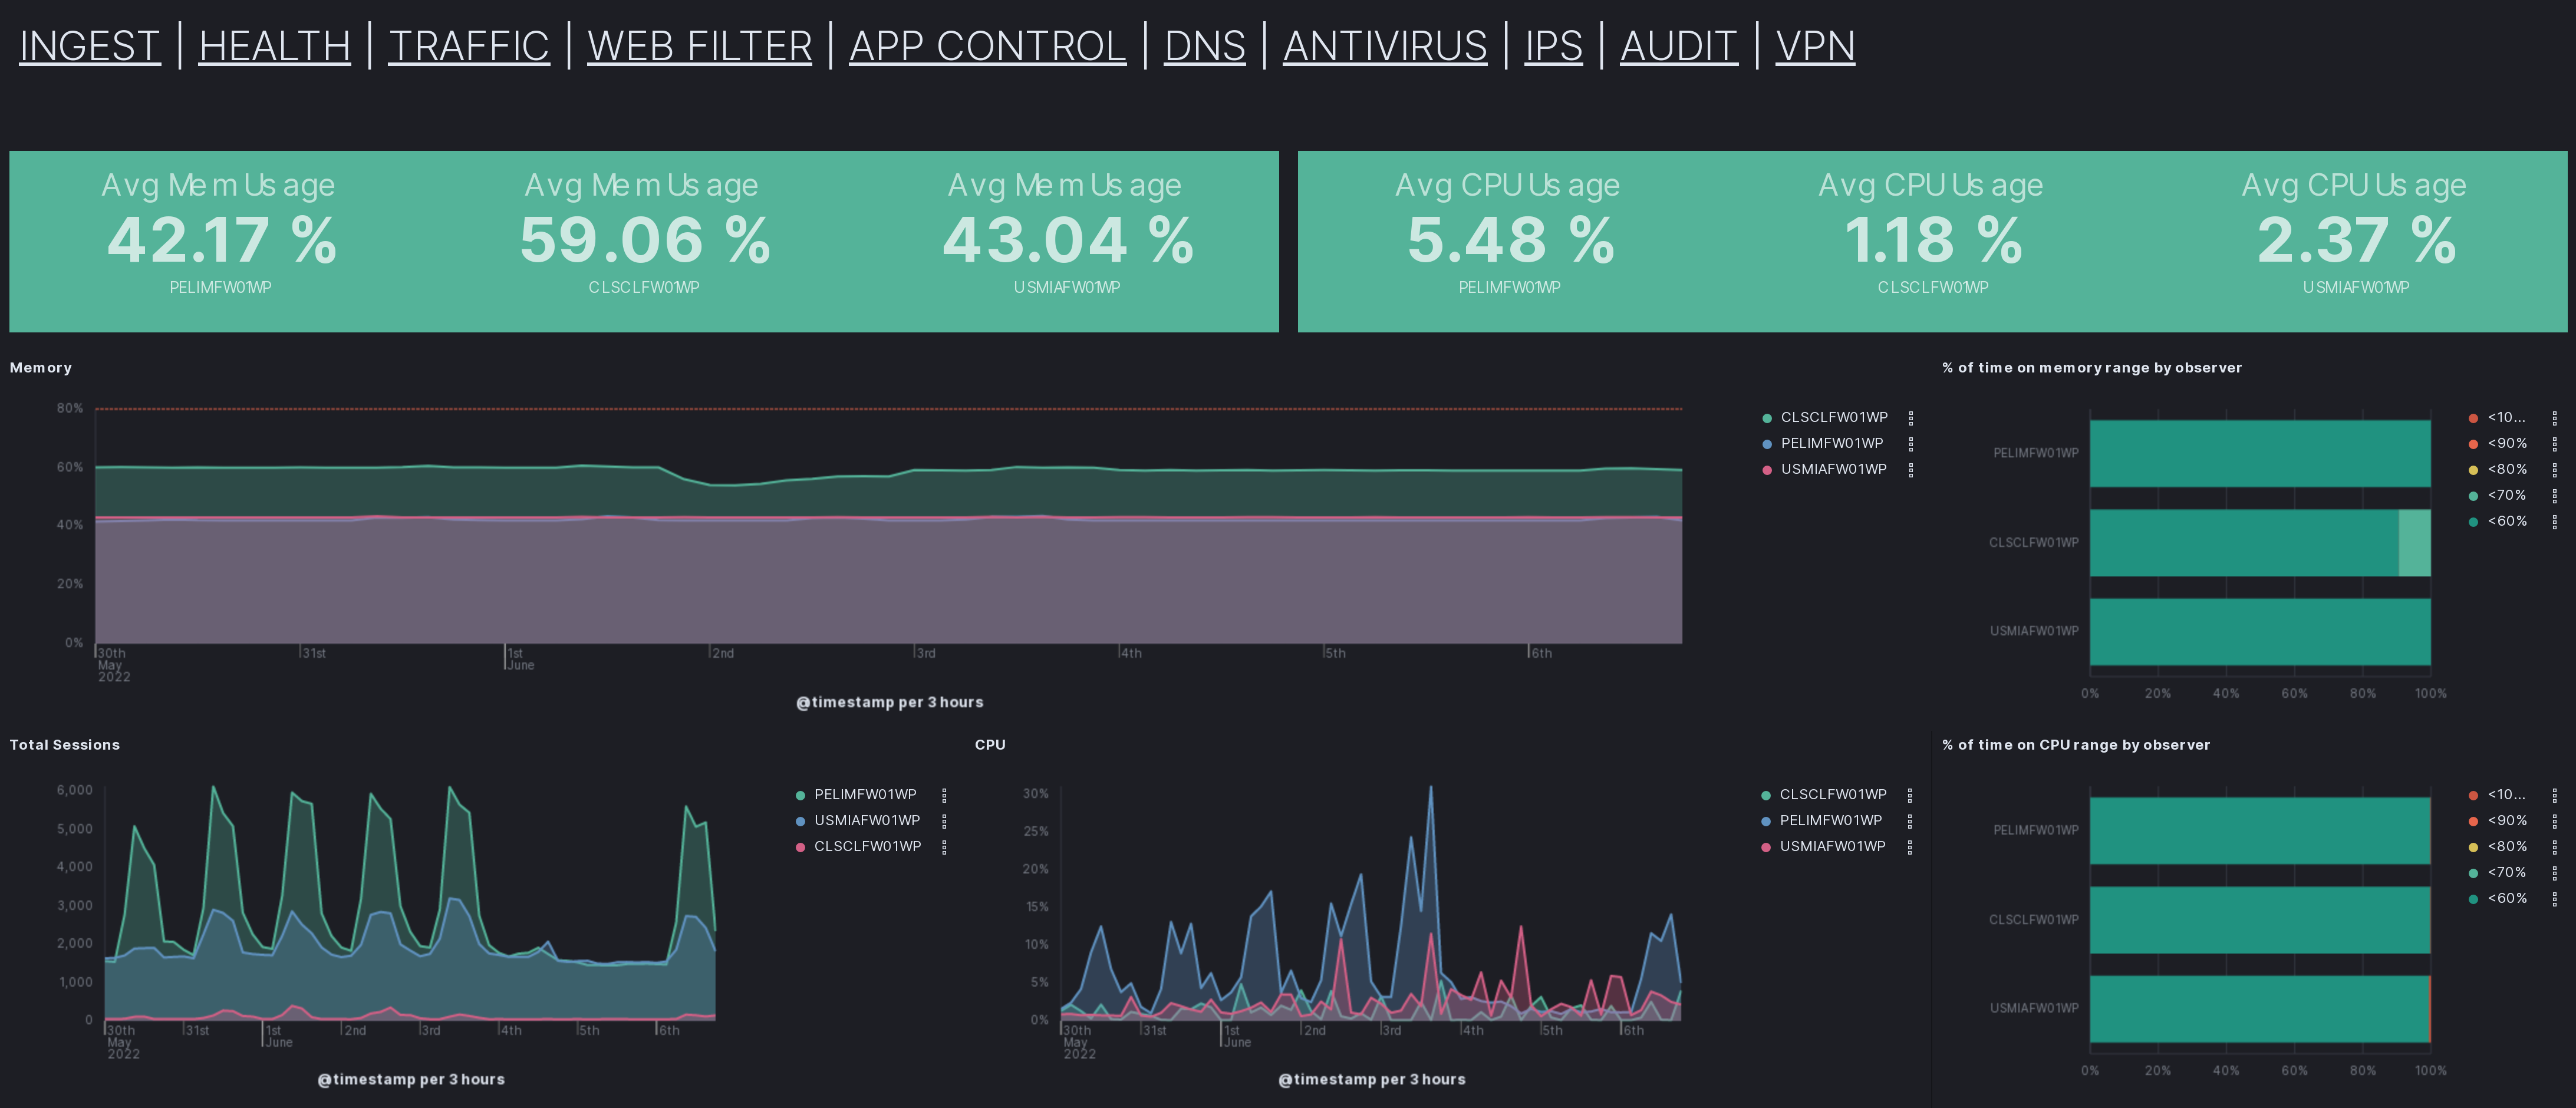 INGEST | HEALTH | TRAFFIC | WEB FILTER | APP CONTROL | DNS | ANTIVIRUS | IPS | AUDIT | VPN
Avg Mem Usage
42.17 %
PELIMFW01WP
Avg Mem Usage
59.06 %
CLSCLFW01WP
Avg Mem Usage
43.04 %
USMIAFW01WP
Avg CPU Usage
5.48 %
PELIMFW01WP
Avg CPU Usage
1.18 %
CLSCLFW01WP
Avg CPU Usage
2.37 %
USMIAFW01WP
Memory
80%
60%
40%
20%
0%
30th
May
2022
31st
1st
June
2nd
3rd
4th
5th
6th
@timestamp per 3 hours
CLSCLFW01WP
PELIMFW01WP
USMIAFW01WP
% of time on memory range by observer
PELIMFW01WP
CLSCLFW01WP
USMIAFW01WP
0% 20% 40% 60% 80% 100%
<10...
<90%
<80%
<70%
<60%
Total Sessions
6,000
5,000
4,000
3,000
2,000
1,000
0
30th
May
2022
31st
1st
June
2nd
3rd
4th
5th
6th
@timestamp per 3 hours
PELIMFW01WP
USMIAFW01WP
CLSCLFW01WP
CPU
30%
25%
20%
15%
10%
5%
0%
30th
May
2022
31st
1st
June
2nd
3rd
4th
5th
6th
@timestamp per 3 hours
CLSCLFW01WP
PELIMFW01WP
USMIAFW01WP
% of time on CPU range by observer
PELIMFW01WP
CLSCLFW01WP
USMIAFW01WP
0% 20% 40% 60% 80% 100%
<10...
<90%
<80%
<70%
<60%